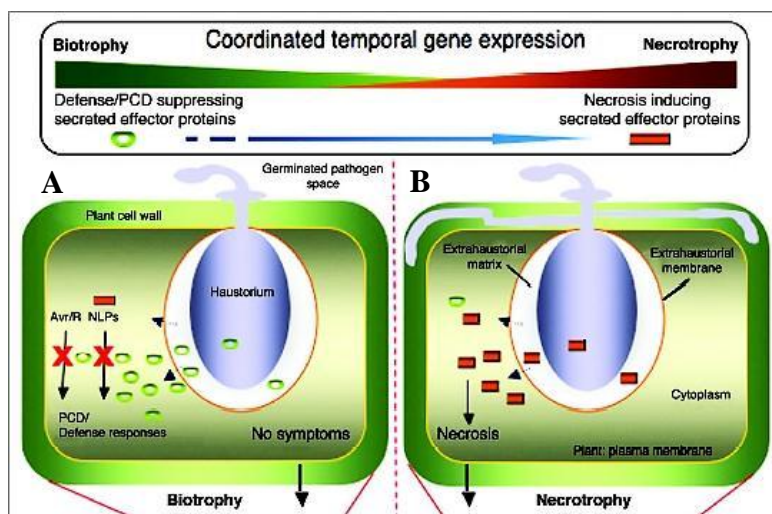 Coordinated temporal gene expression
Biotrophy
Necrotrophy
Defense/PCD suppressing
secreted effector proteins
Necrosis inducing
secreted effector proteins
A
Germinated pathogen
space
B
Plant cell wall
Haustorium
Avr/R NLPs
X X
PCD/
Defense responses
No symptoms
Biotrophy
Extrahaustorial
matrix
Extrahaustorial
membrane
Cytoplasm
Necrosis
Plant: plasma membrane
Necrotrophy